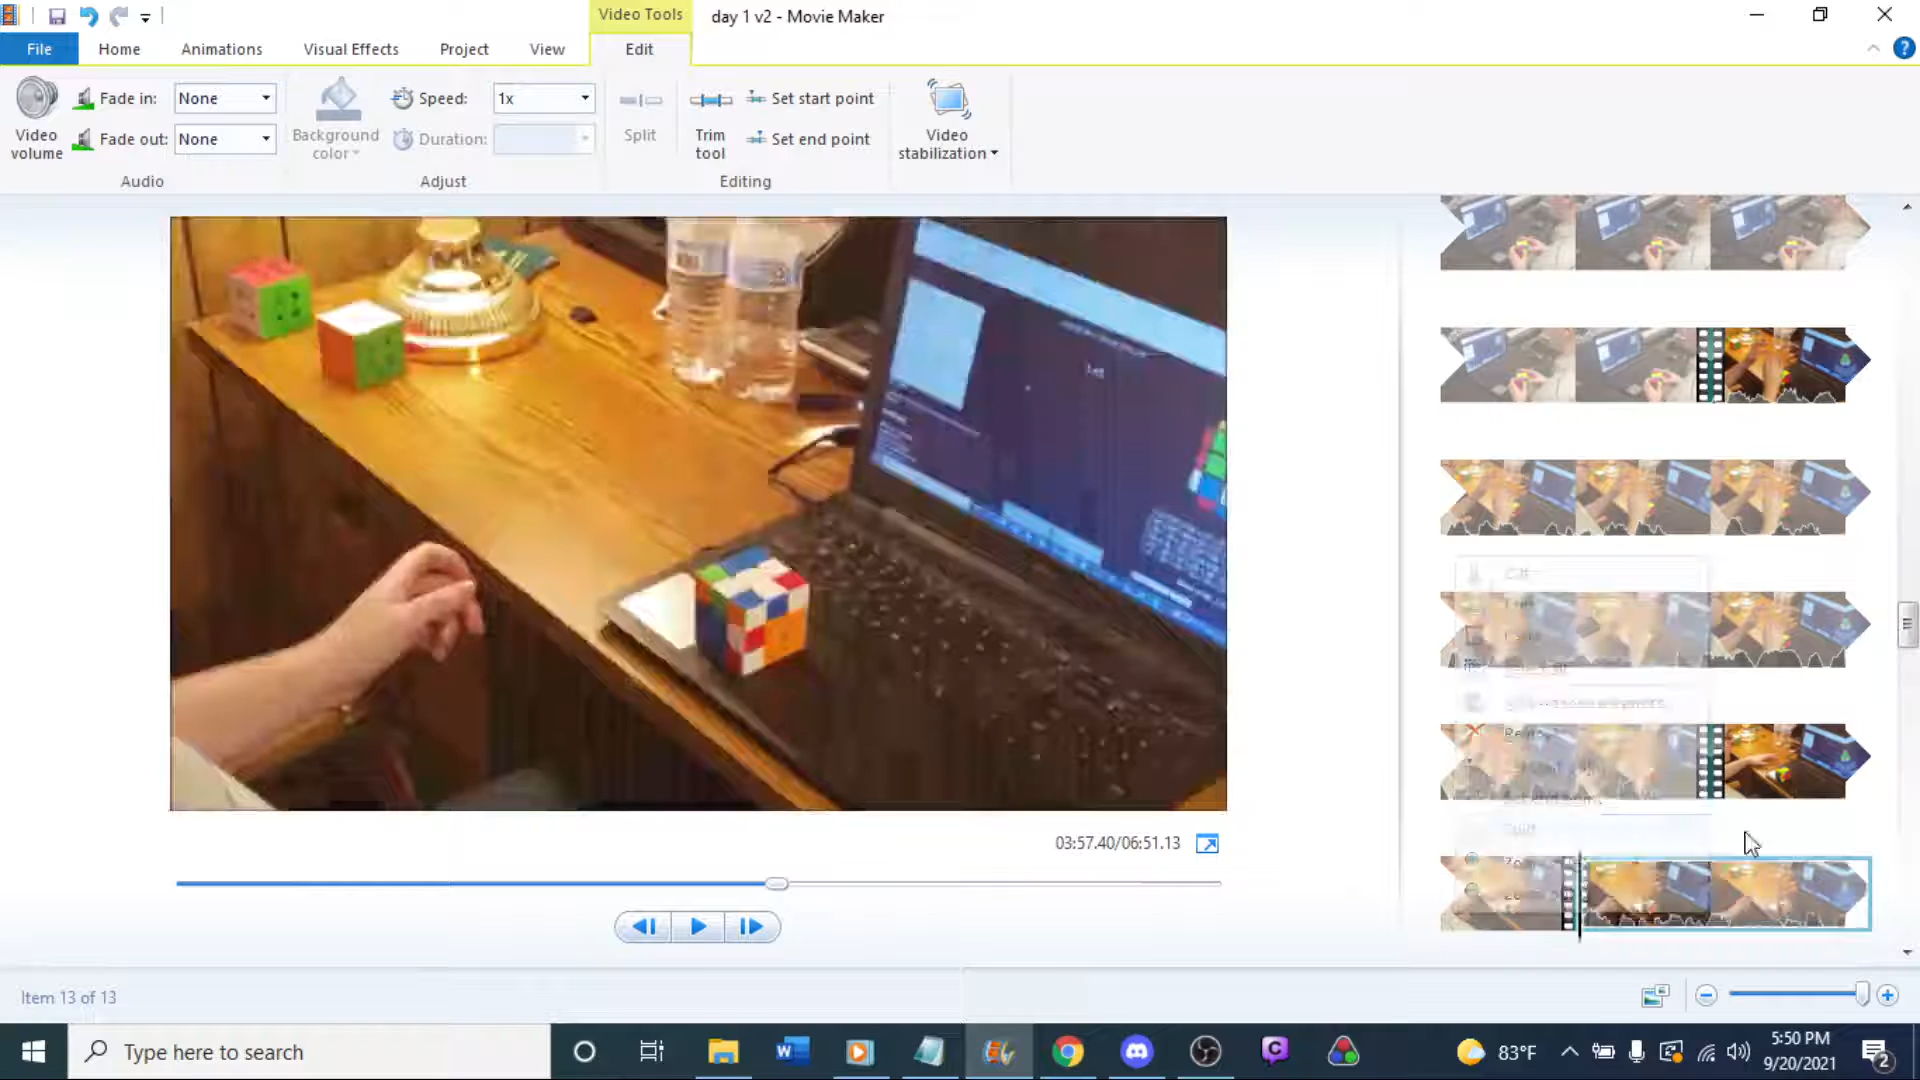 Video Tools
day 1 v2 - Movie Maker
File
Home
Animations
Visual Effects
Project
View
Edit
Video
volume
Fade in:
None
Fade out:
None
Audio
Background
color
Speed:
1x
Duration:
Adjust
Split
Trim
tool
Set start point
Set end point
Editing
Video
stabilization
03:57.40/06:51.13
Item 13 of 13
Type here to search
83°F
5:50 PM
9/20/2021
2